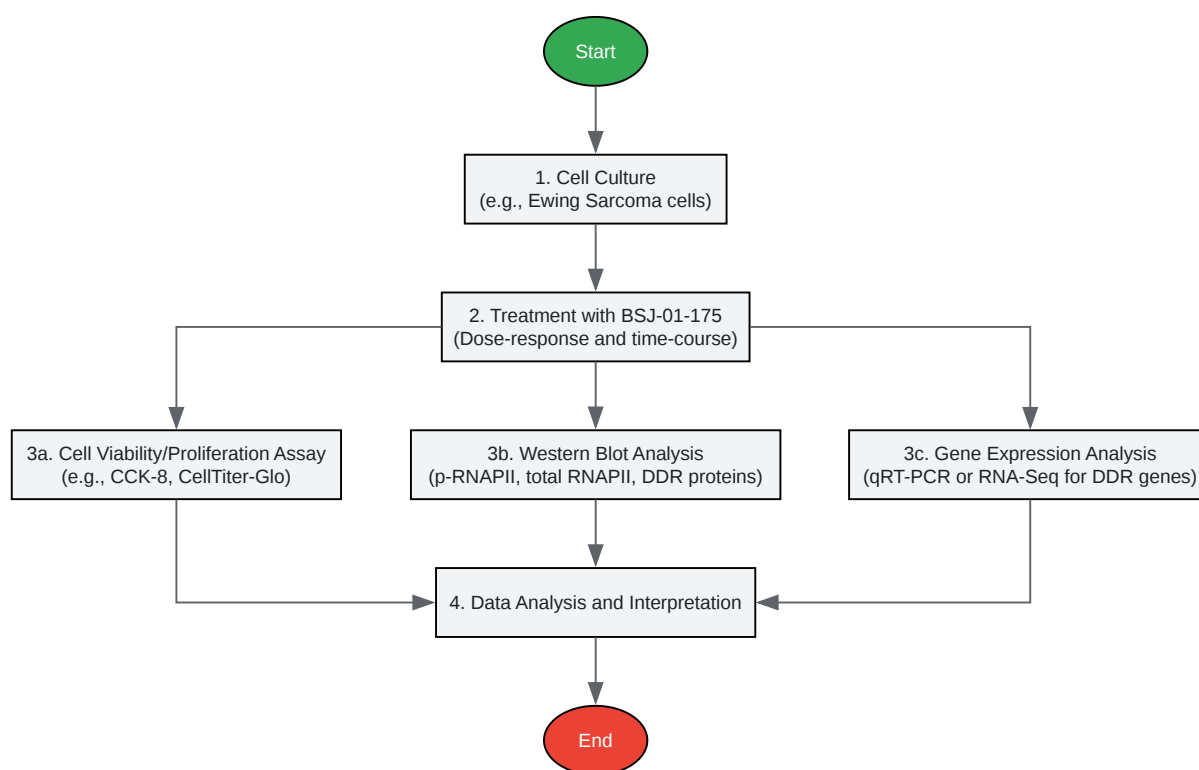 Start
1. Cell Culture
(e.g., Ewing Sarcoma cells)
2. Treatment with BSJ-01-175
(Dose-response and time-course)
3a. Cell Viability/Proliferation Assay
(e.g., CCK-8, CellTiter-Glo)
3b. Western Blot Analysis
(p-RNAPII, total RNAPII, DDR proteins)
3c. Gene Expression Analysis
(qRT-PCR or RNA-Seq for DDR genes)
4. Data Analysis and Interpretation
End